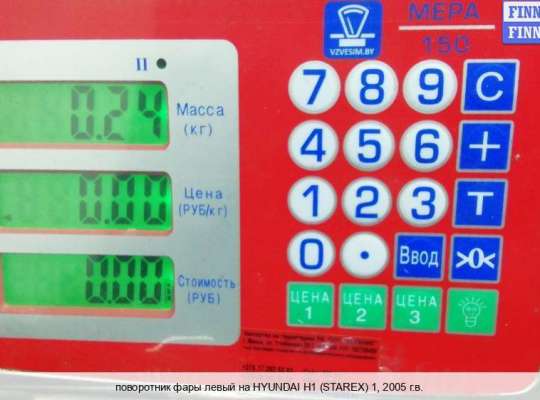 FINN
FINN
МЕРА
150
VZVESIM.BY
II
0.24
Масса
(кг)
0.00
Цена
(РУБ/кг)
0.00
Стоимость
(РУБ)
7 8 9 C
4 5 6 +
1 2 3 T
0 • Ввод >0<
ЦЕНА 1 ЦЕНА 2 ЦЕНА 3
поворотник фары левый на HYUNDAI H1 (STAREX) 1, 2005 г.в.